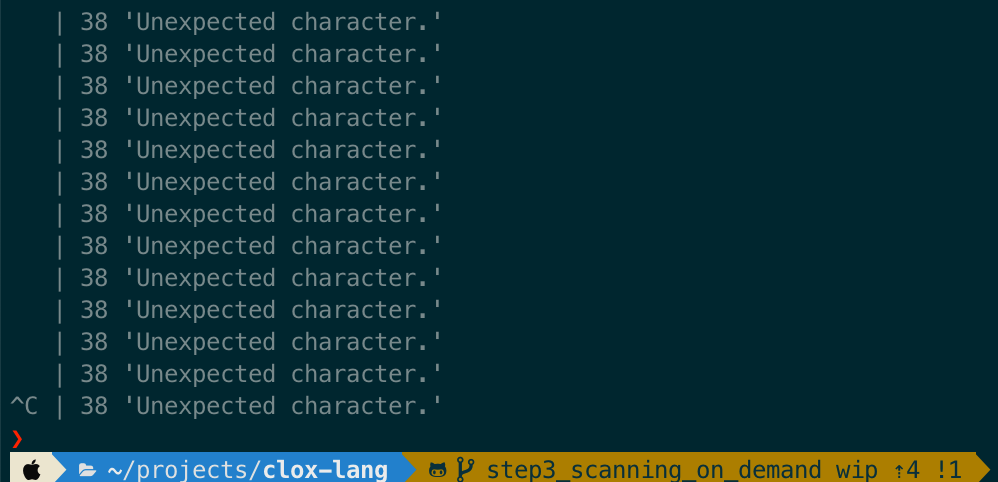 | 38 'Unexpected character.'
| 38 'Unexpected character.'
| 38 'Unexpected character.'
| 38 'Unexpected character.'
| 38 'Unexpected character.'
| 38 'Unexpected character.'
| 38 'Unexpected character.'
| 38 'Unexpected character.'
| 38 'Unexpected character.'
| 38 'Unexpected character.'
| 38 'Unexpected character.'
| 38 'Unexpected character.'
^C | 38 'Unexpected character.'
❯
~/projects/clox-lang step3_scanning_on_demand wip ⇡4 !1